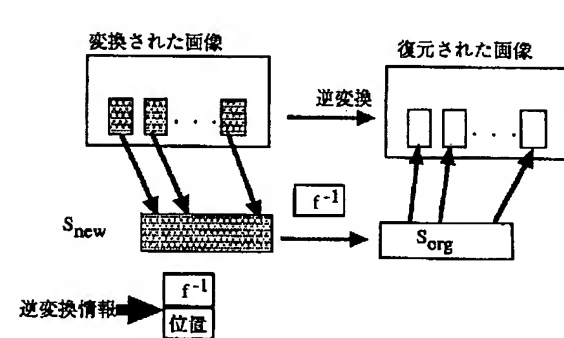 変換された画像
復元された画像
逆変換
. . .
. . .
f-1
Snew
Sorg
f-1
逆変換情報
位置